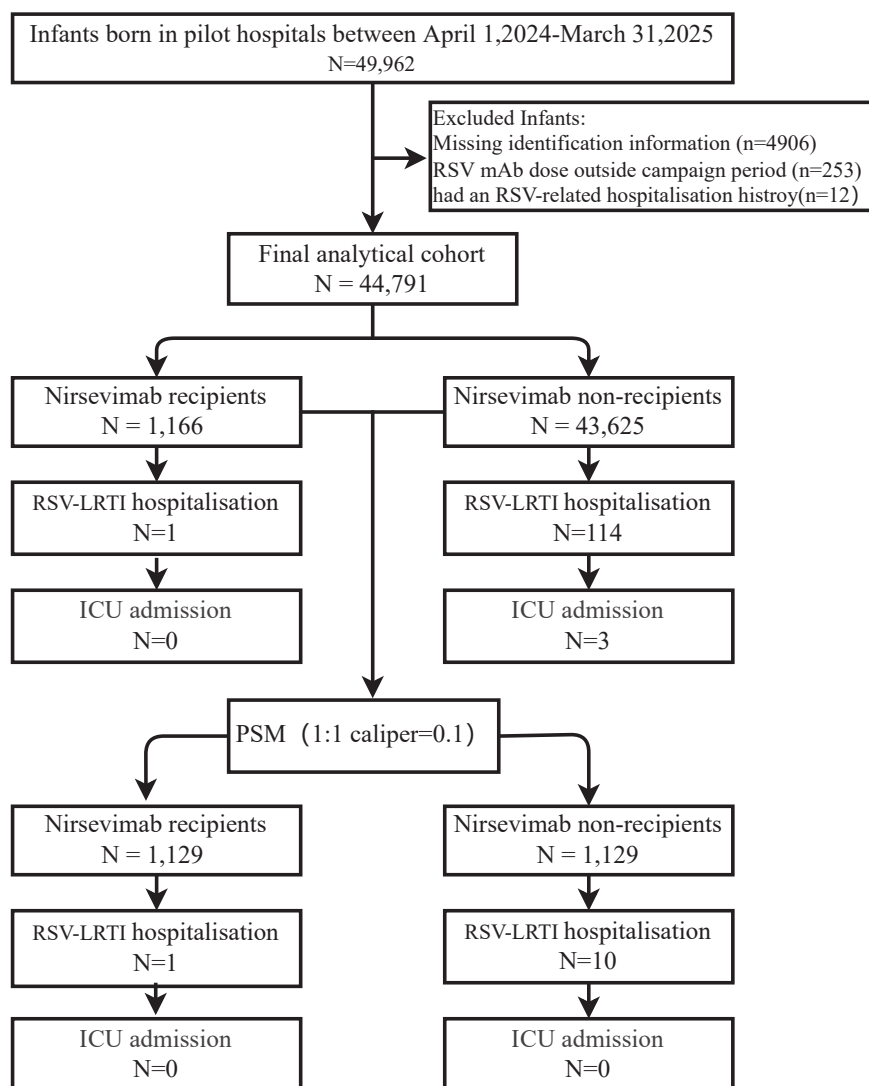 Infants born in pilot hospitals between April 1,2024-March 31,2025
N=49,962
Excluded Infants:
Missing identification information (n=4906)
RSV mAb dose outside campaign period (n=253)
had an RSV-related hospitalisation histroy(n=12)
Final analytical cohort
N = 44,791
Nirsevimab recipients
N = 1,166
Nirsevimab non-recipients
N = 43,625
RSV-LRTI hospitalisation
N=1
RSV-LRTI hospitalisation
N=114
ICU admission
N=0
ICU admission
N=3
PSM（1:1 caliper=0.1）
Nirsevimab recipients
N = 1,129
Nirsevimab non-recipients
N = 1,129
RSV-LRTI hospitalisation
N=1
RSV-LRTI hospitalisation
N=10
ICU admission
N=0
ICU admission
N=0